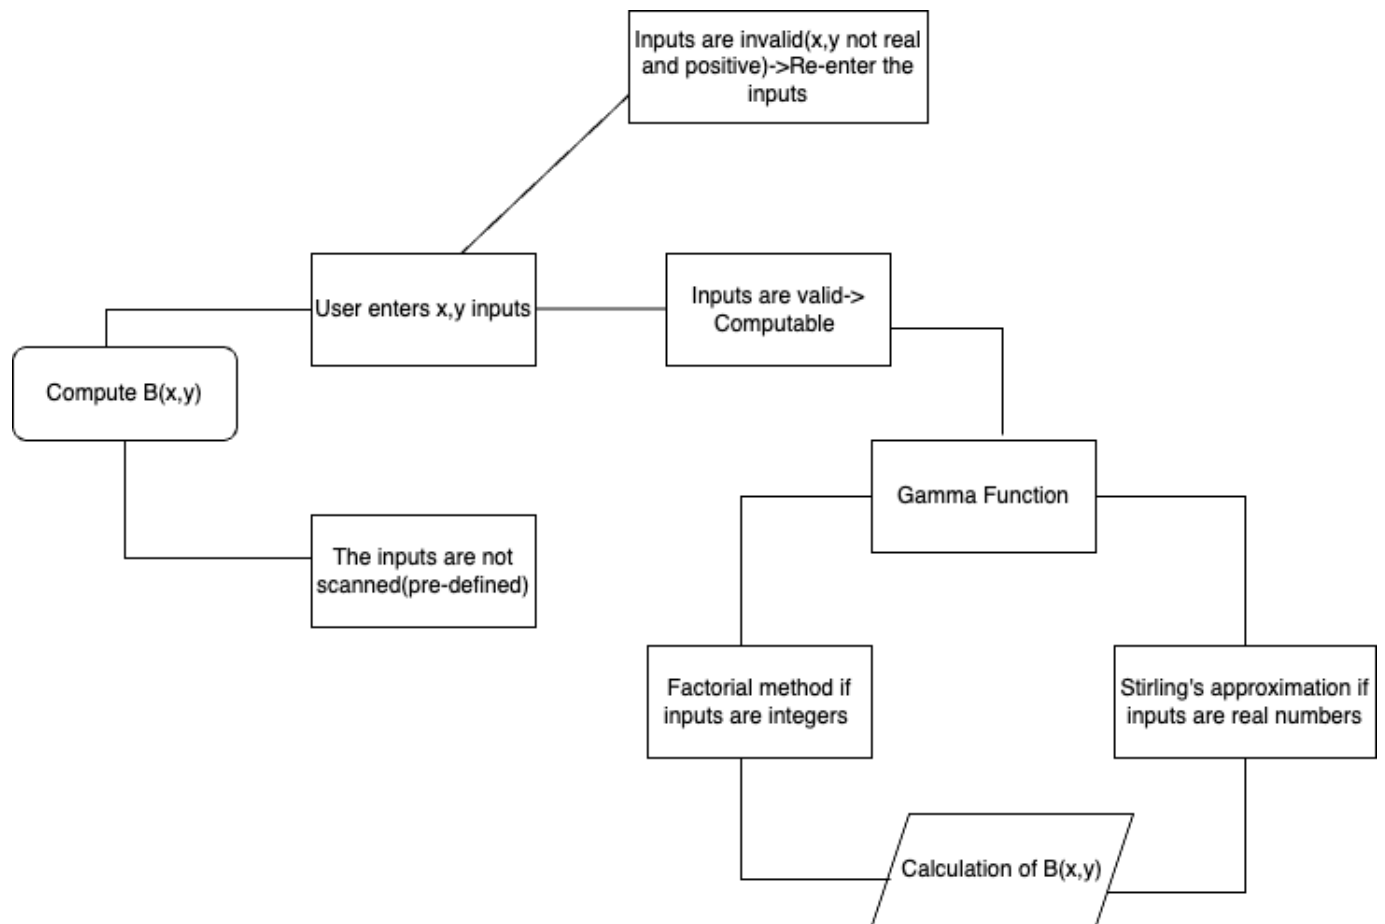 Inputs are invalid(x,y not real
and positive)->Re-enter the
inputs
User enters x,y inputs
Inputs are valid->
Computable
Compute B(x,y)
Gamma Function
The inputs are not
scanned(pre-defined)
Factorial method if
inputs are integers
Stirling's approximation if
inputs are real numbers
Calculation of B(x,y)